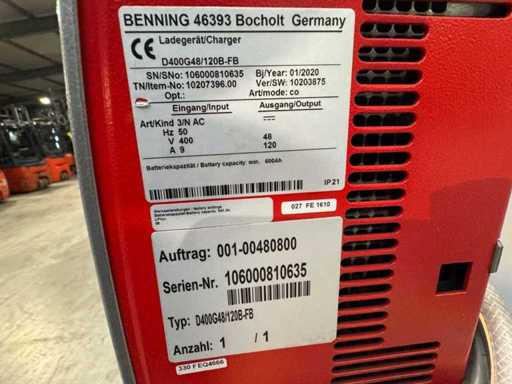 BENNING 46393 Bocholt Germany
CE Ladegerät/Charger
D400G48/120B-FB
SN/SNo: 106000810635 Bj/Year: 01/2020
TN/Item-No: 10207396.00 Ver/SW: 10203875
Opt.: Art/mode: co
Eingang/Input Ausgang/Output
Art/Kind 3/N AC
Hz 50
V 400 48
A 9 120
Batteriekapazität / Battery capacity: min. 600Ah
IP21
027 FE 1610
Auftrag: 001-00480800
Serien-Nr. 106000810635
Typ: D400G48/120B-FB
Anzahl: 1 / 1
330 FEQ4666